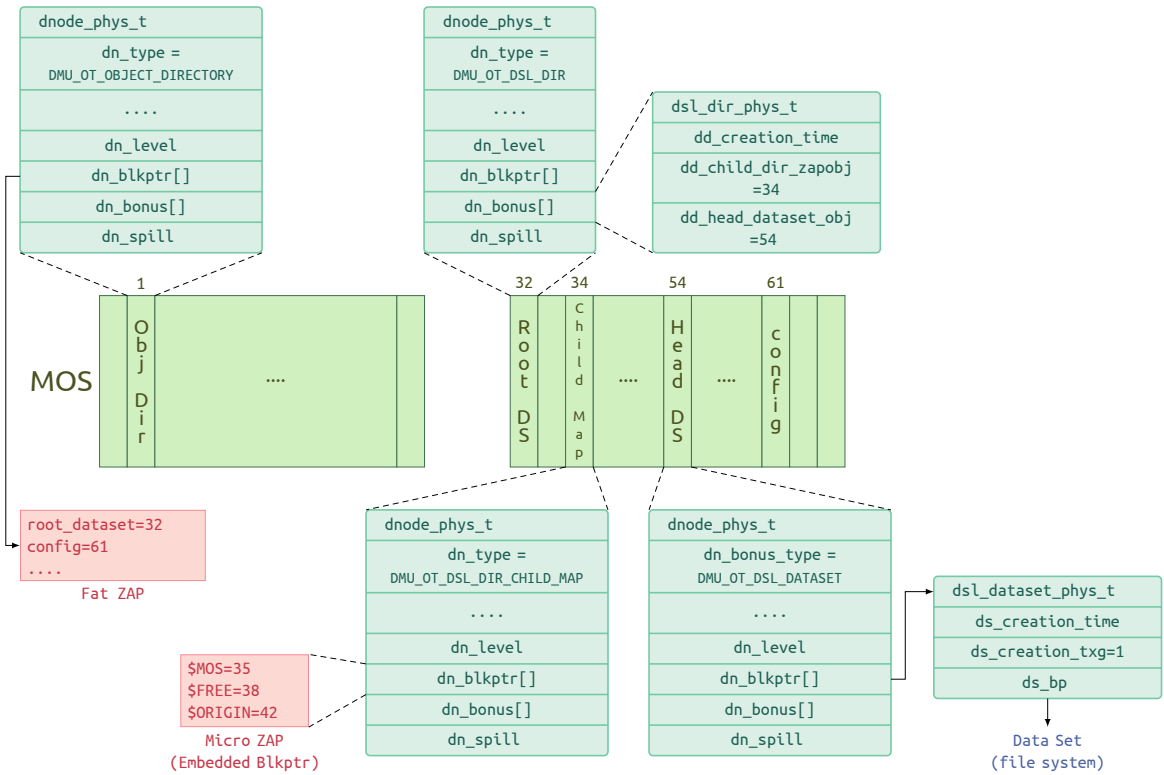 dnode_phys_t
dn_type =
DMU_OT_OBJECT_DIRECTORY
....
dn_level
dn_blkptr[]
dn_bonus[]
dn_spill
dnode_phys_t
dn_type =
DMU_OT_DSL_DIR
....
dn_level
dn_blkptr[]
dn_bonus[]
dn_spill
dsl_dir_phys_t
dd_creation_time
dd_child_dir_zapobj
=34
dd_head_dataset_obj
=54
1
32
34
54
61
MOS
Obj Dir
....
Root DS
Child Map
....
Head DS
....
config
root_dataset=32
config=61
....
Fat ZAP
$MOS=35
$FREE=38
$ORIGIN=42
Micro ZAP
(Embedded Blkptr)
dnode_phys_t
dn_type =
DMU_OT_DSL_DIR_CHILD_MAP
....
dn_level
dn_blkptr[]
dn_bonus[]
dn_spill
dnode_phys_t
dn_bonus_type =
DMU_OT_DSL_DATASET
....
dn_level
dn_blkptr[]
dn_bonus[]
dn_spill
dsl_dataset_phys_t
ds_creation_time
ds_creation_txg=1
ds_bp
Data Set
(file system)